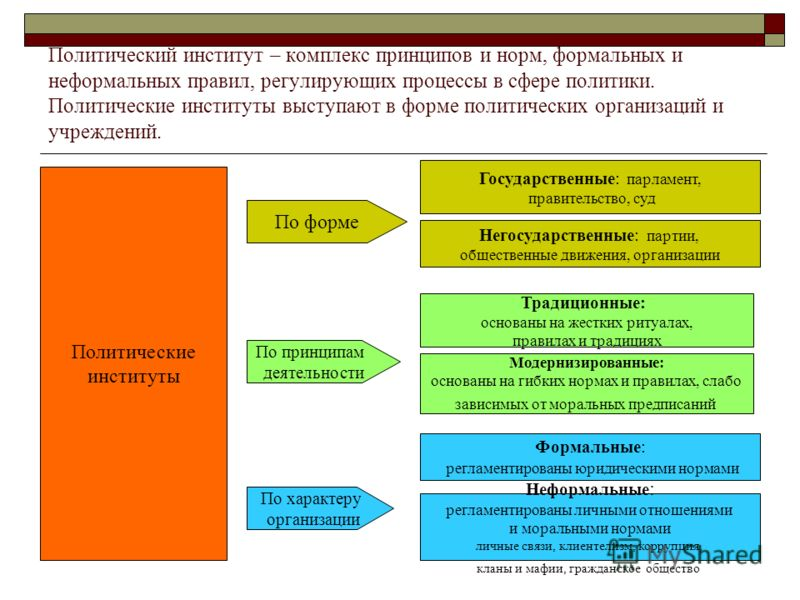 Политический институт – комплекс принципов и норм, формальных и
неформальных правил, регулирующих процессы в сфере политики.
Политические институты выступают в форме политических организаций и
учреждений.
Политические
институты
По форме
Государственные: парламент,
правительство, суд
Негосударственные: партии,
общественные движения, организации
По принципам
деятельности
Традиционные:
основаны на жестких ритуалах,
правилах и традициях
Модернизированные:
основаны на гибких нормах и правилах, слабо
зависимых от моральных предписаний
По характеру
организации
Формальные:
регламентированы юридическими нормами
Неформальные:
регламентированы личными отношениями
и моральными нормами
личные связи, клиентелизм, коррупция,
кланы и мафии, гражданское общество
MyShared